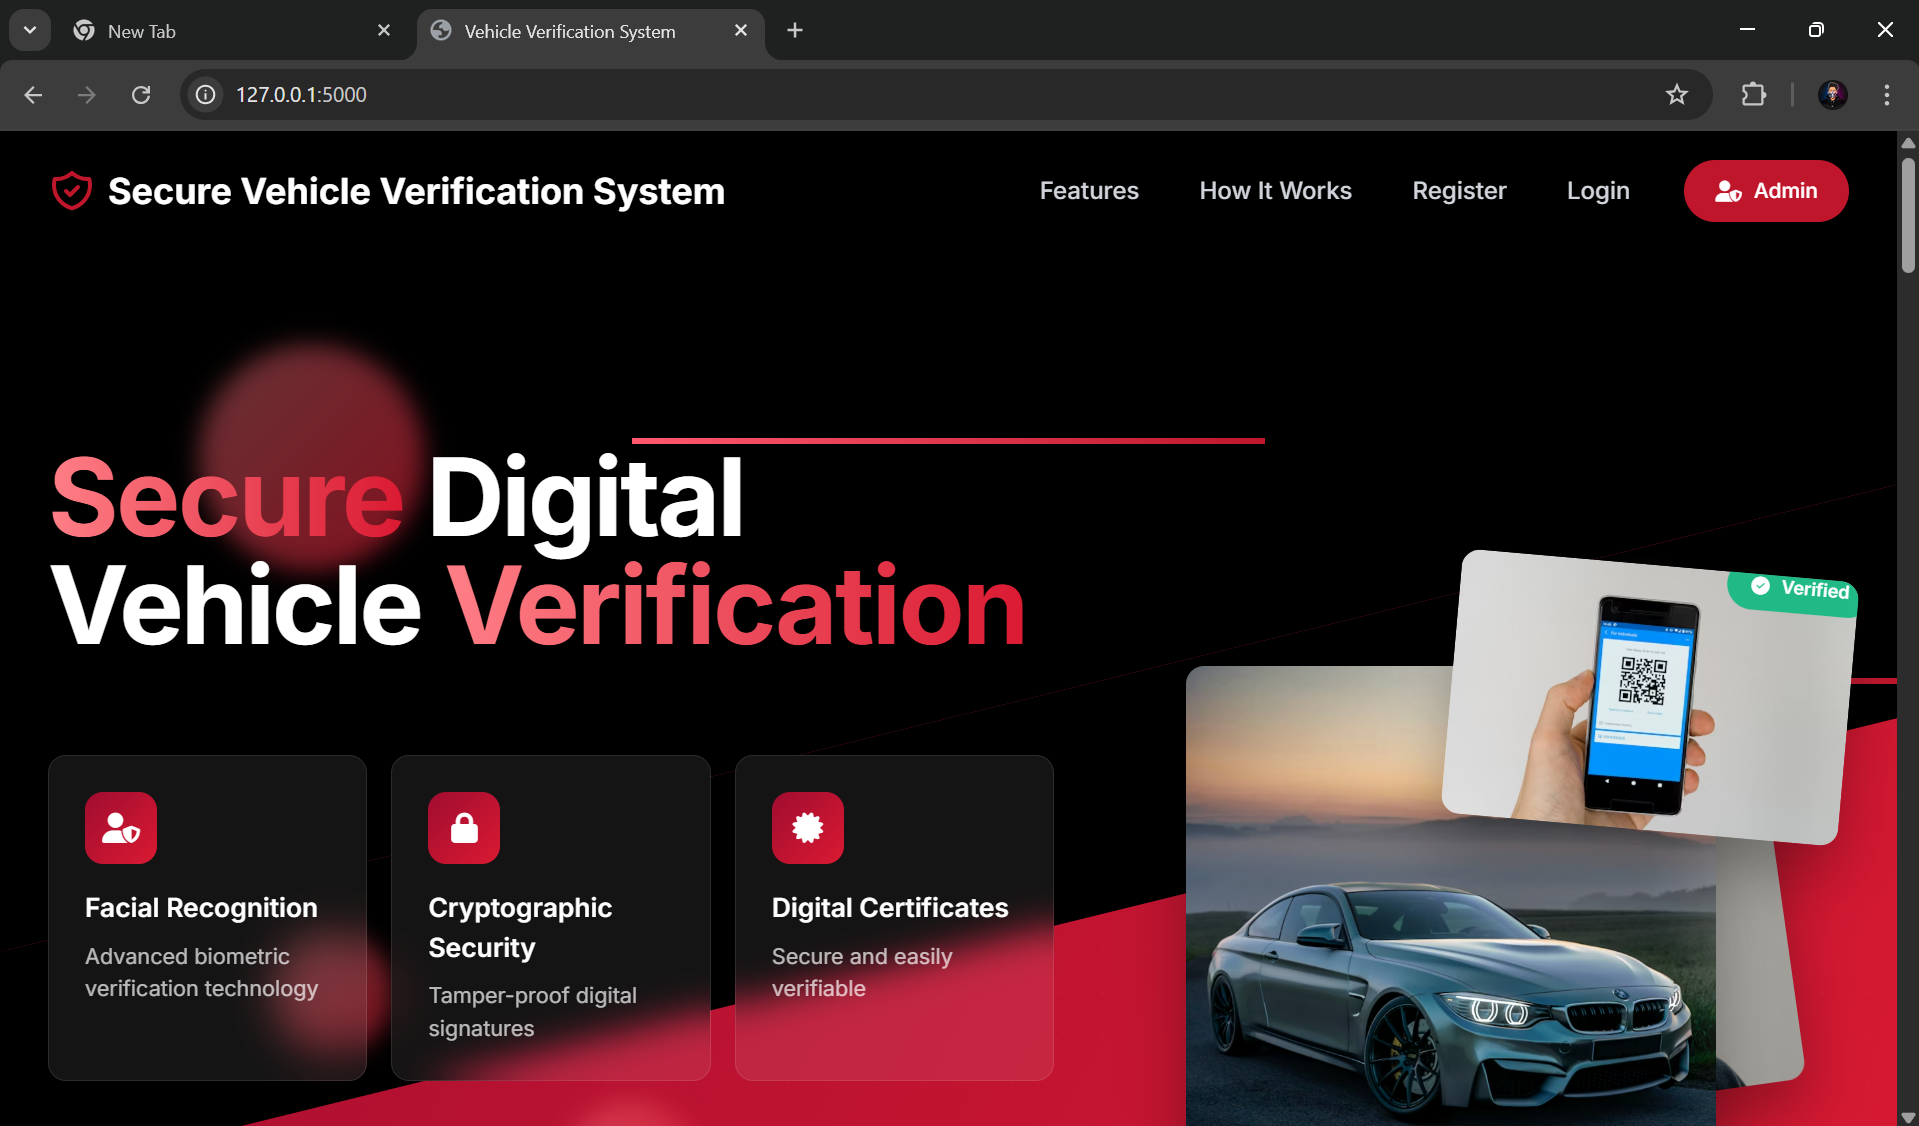 New Tab
Vehicle Verification System
127.0.0.1:5000
Secure Vehicle Verification System
Features
How It Works
Register
Login
Admin
Secure Digital
Vehicle Verification
Verified
Facial Recognition
Advanced biometric
verification technology
Cryptographic
Security
Tamper-proof digital
signatures
Digital Certificates
Secure and easily
verifiable